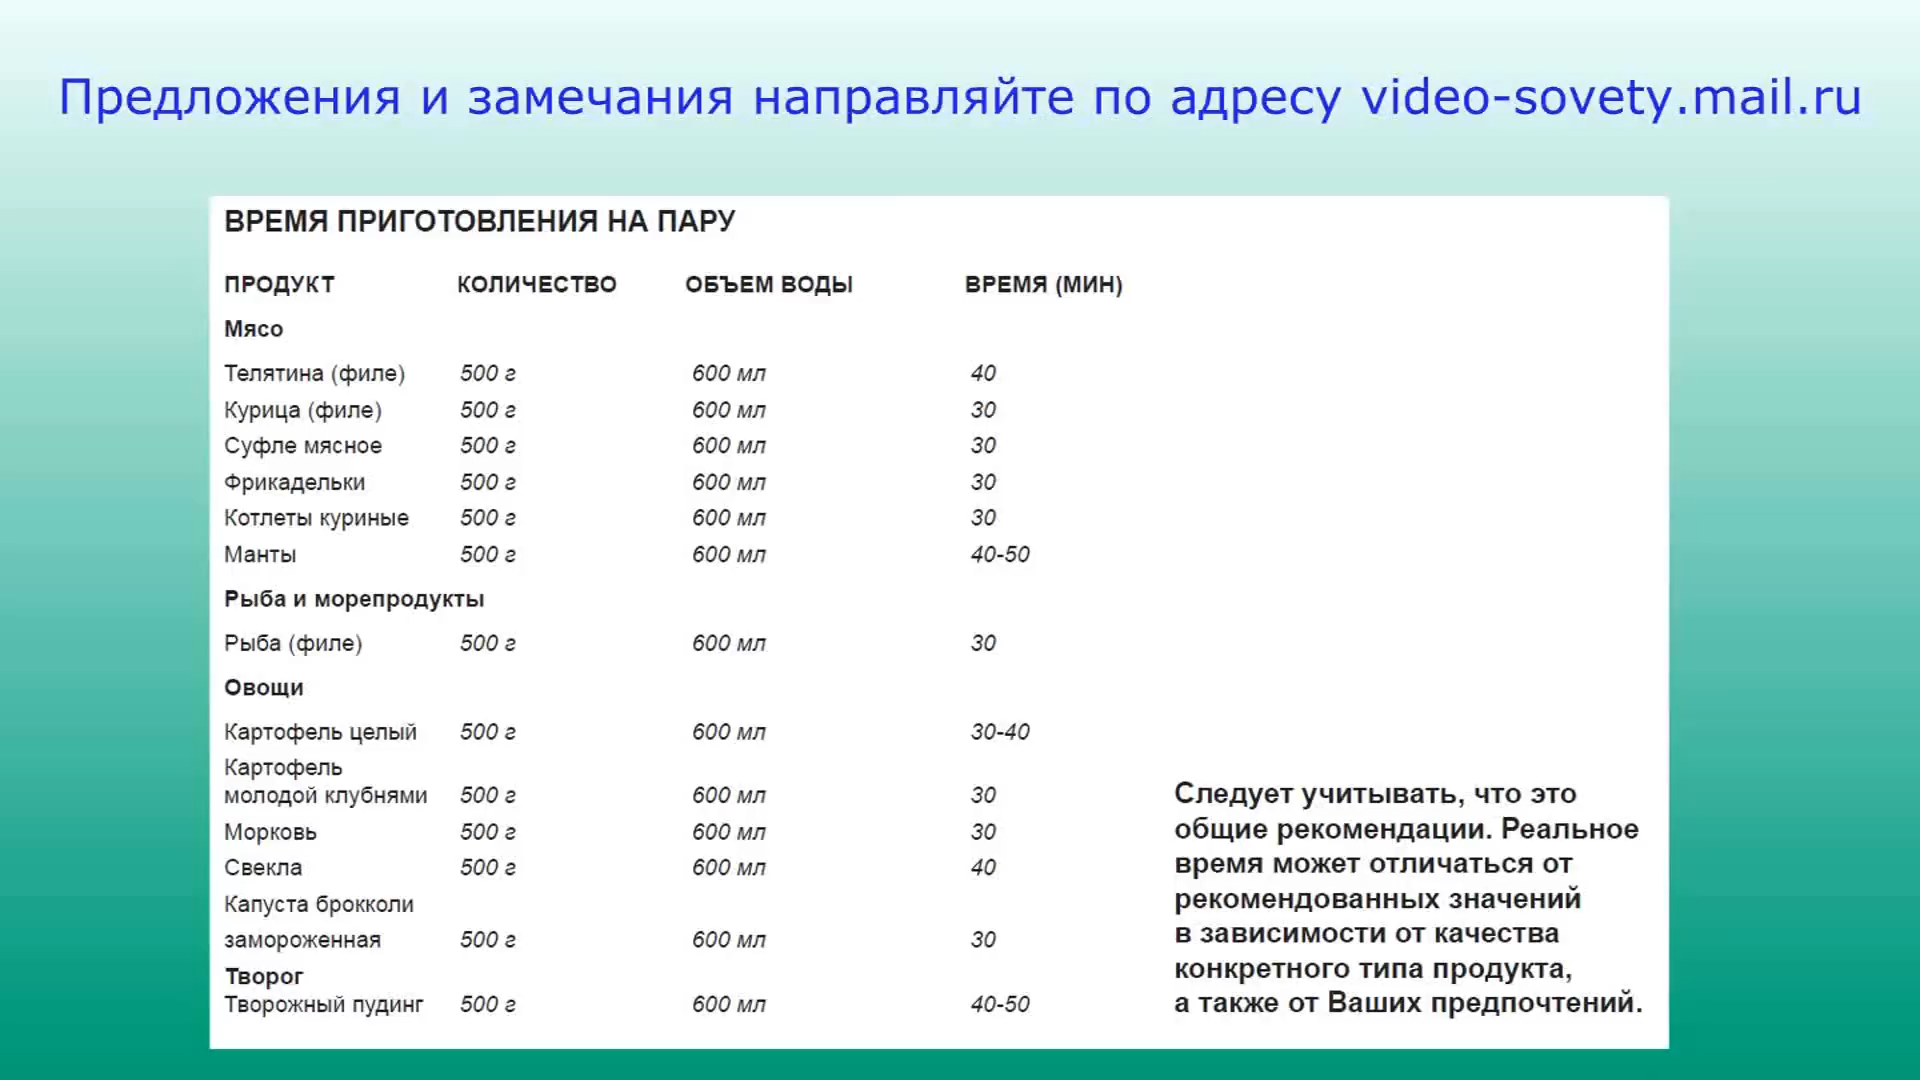 Предложения и замечания направляйте по адресу video-sovety.mail.ru
ВРЕМЯ ПРИГОТОВЛЕНИЯ НА ПАРУ
ПРОДУКТ КОЛИЧЕСТВО ОБЪЕМ ВОДЫ ВРЕМЯ (МИН)
Мясо
Телятина (филе) 500 г 600 мл 40
Курица (филе) 500 г 600 мл 30
Суфле мясное 500 г 600 мл 30
Фрикадельки 500 г 600 мл 30
Котлеты куриные 500 г 600 мл 30
Манты 500 г 600 мл 40-50
Рыба и морепродукты
Рыба (филе) 500 г 600 мл 30
Овощи
Картофель целый 500 г 600 мл 30-40
Картофель
молодой клубнями 500 г 600 мл 30
Морковь 500 г 600 мл 30
Свекла 500 г 600 мл 40
Капуста брокколи
замороженная 500 г 600 мл 30
Творог
Творожный пудинг 500 г 600 мл 40-50
Следует учитывать, что это
общие рекомендации. Реальное
время может отличаться от
рекомендованных значений
в зависимости от качества
конкретного типа продукта,
а также от Ваших предпочтений.